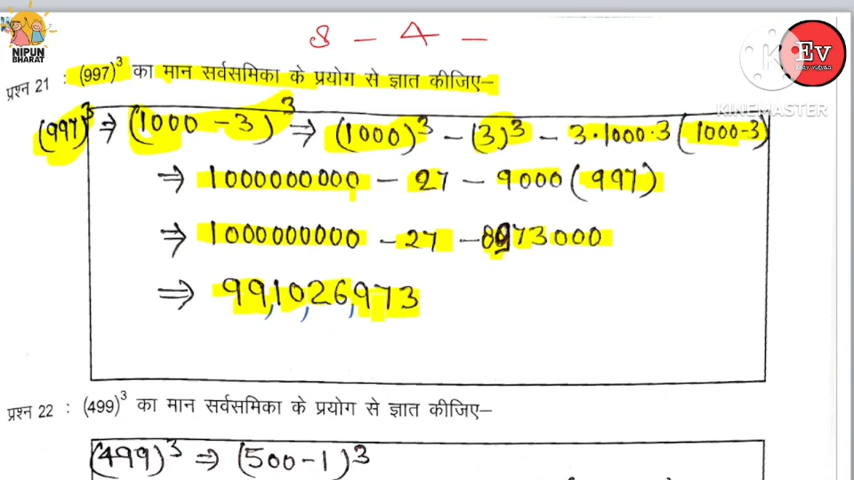 3 - 4 -
NIPUN BHARAT
Ev
KINEMASTER
प्रश्न 21 : (997)³ का मान सर्वसमिका के प्रयोग से ज्ञात कीजिए–
(997)³ ⇒ (1000 - 3)³ ⇒ (1000)³ - (3)³ - 3·1000·3 (1000-3)
⇒ 1000000000 - 27 - 9000 (997)
⇒ 1000000000 - 27 - 8973000
⇒ 991026973
प्रश्न 22 : (499)³ का मान सर्वसमिका के प्रयोग से ज्ञात कीजिए–
(499)³ ⇒ (500-1)³